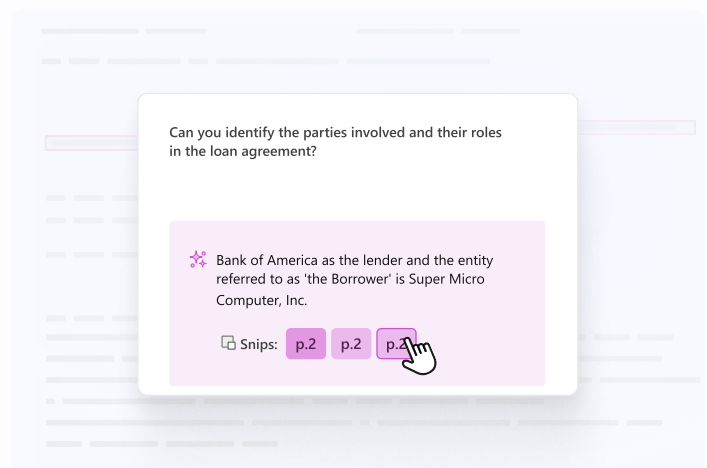 Can you identify the parties involved and their roles
in the loan agreement?
Bank of America as the lender and the entity
referred to as 'the Borrower' is Super Micro
Computer, Inc.
Snips: p.2 p.2 p.2